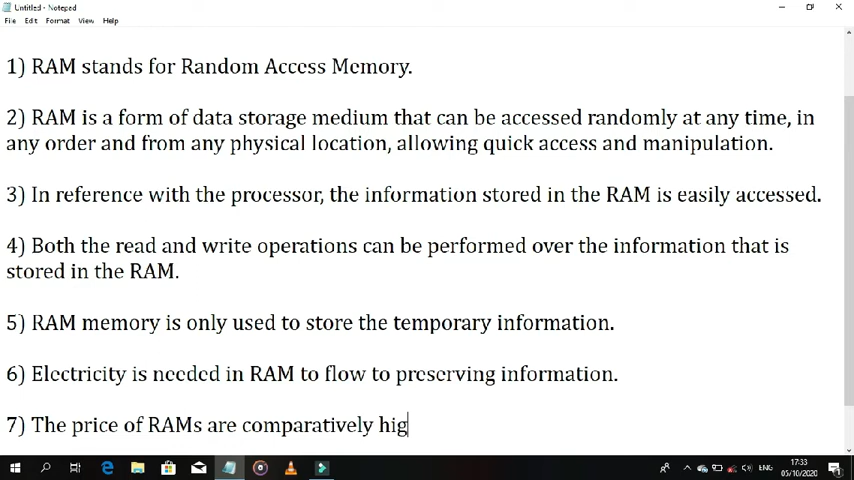 Untitled - Notepad
File Edit Format View Help
1) RAM stands for Random Access Memory.
2) RAM is a form of data storage medium that can be accessed randomly at any time, in
any order and from any physical location, allowing quick access and manipulation.
3) In reference with the processor, the information stored in the RAM is easily accessed.
4) Both the read and write operations can be performed over the information that is
stored in the RAM.
5) RAM memory is only used to store the temporary information.
6) Electricity is needed in RAM to flow to preserving information.
7) The price of RAMs are comparatively hig
ENG
17:33
05/10/2020